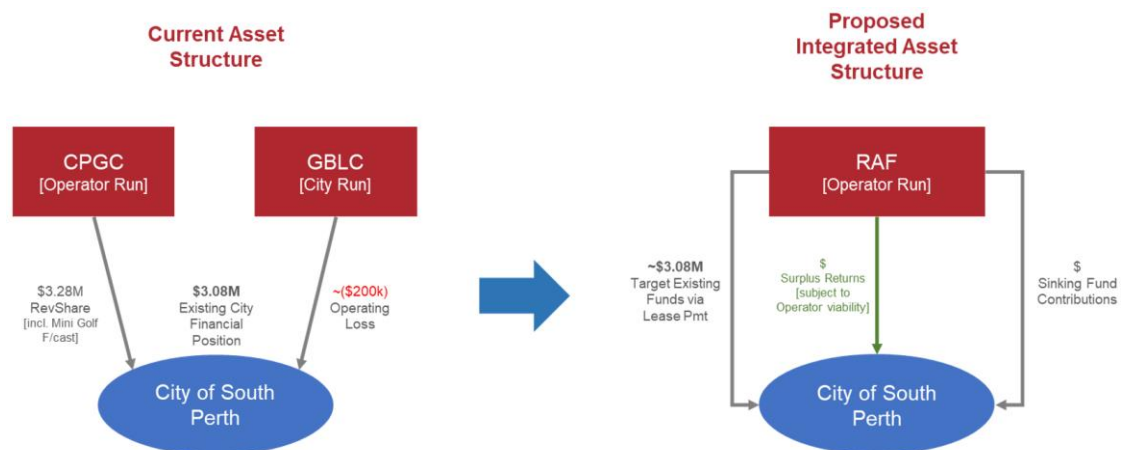 Current Asset
Structure
CPGC
[Operator Run]
GBLC
[City Run]
$3.28M
RevShare
[incl. Mini Golf
F/cast]
$3.08M
Existing City
Financial
Position
~($200k)
Operating
Loss
City of South
Perth
Proposed
Integrated Asset
Structure
RAF
[Operator Run]
~$3.08M
Target Existing
Funds via
Lease Pmt
$
Surplus Returns
[subject to
Operator viability]
$
Sinking Fund
Contributions
City of South
Perth